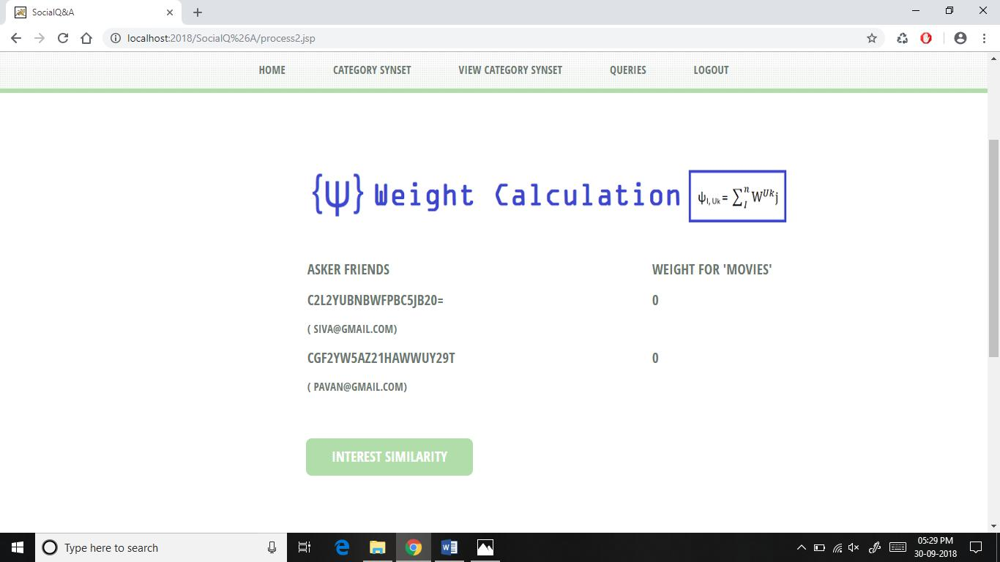 SocialQ&A
localhost:2018/SocialQ%26A/process2.jsp
HOME CATEGORY SYNSET VIEW CATEGORY SYNSET QUERIES LOGOUT
{Ψ} Weight Calculation Ψ_{I, Uk} = ∑_{I}^{n} W^{Uk}j
ASKER FRIENDS WEIGHT FOR 'MOVIES'
C2L2YUBNBWFPBC5JB20= 0
( SIVA@GMAIL.COM)
CGF2YW5AZ21HAWWUY29T 0
( PAVAN@GMAIL.COM)
INTEREST SIMILARITY
Type here to search
05:29 PM
30-09-2018